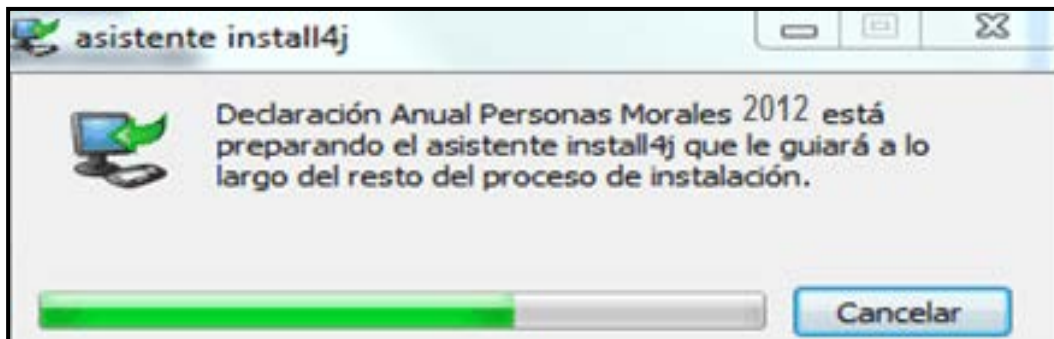 asistente install4j
Declaración Anual Personas Morales 2012 está
preparando el asistente install4j que le guiará a lo
largo del resto del proceso de instalación.
Cancelar